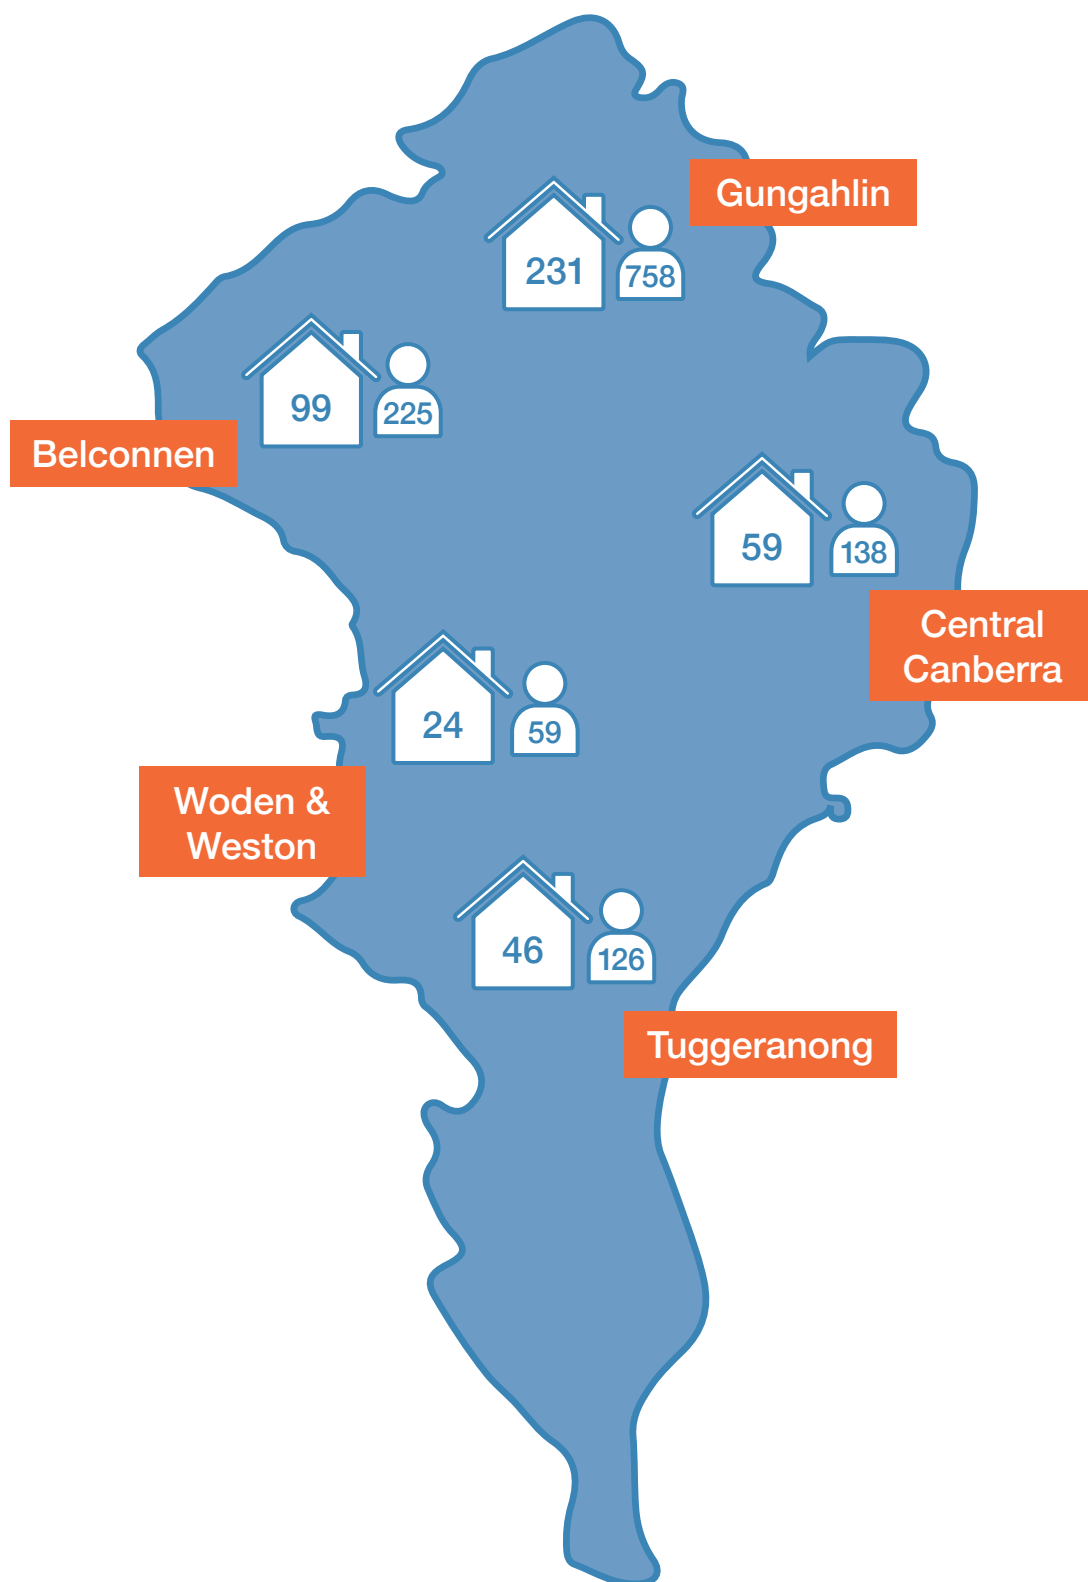 Gungahlin
231
758
99
225
Belconnen
59
138
Central
Canberra
24
59
Woden &
Weston
46
126
Tuggeranong